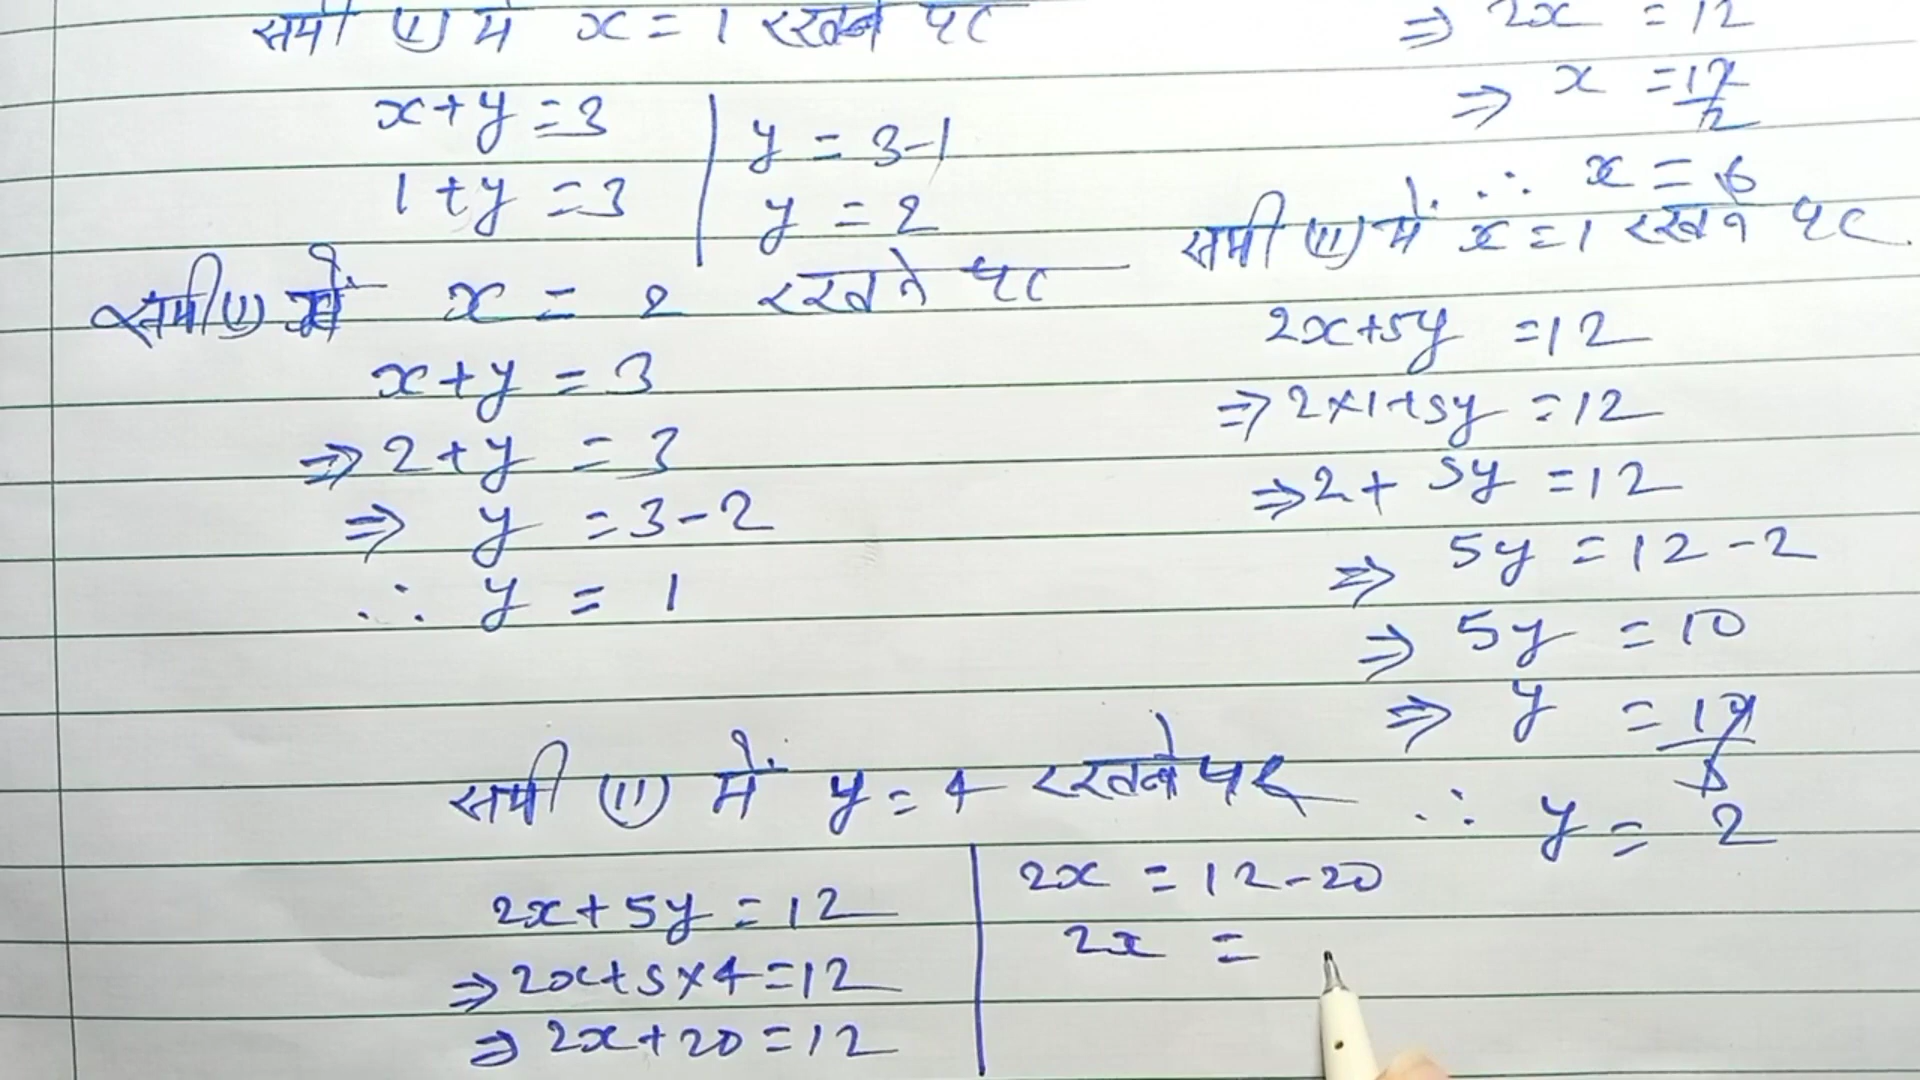 समी (i) में x = 1 रखने पर
x+y = 3
1+y = 3
y = 3-1
y = 2
समी (i) में x = 2 रखने पर
x+y = 3
⇒ 2+y = 3
⇒ y = 3-2
∴ y = 1
⇒ 2x = 12
⇒ x = 12/2
∴ x = 6
समी (ii) में x = 1 रखने पर
2x+5y = 12
⇒ 2×1+5y = 12
⇒ 2+5y = 12
⇒ 5y = 12-2
⇒ 5y = 10
⇒ y = 10/5
∴ y = 2
समी (ii) में y = 4 रखने पर
2x+5y = 12
⇒ 2x+5×4 = 12
⇒ 2x+20 = 12
2x = 12-20
2x =